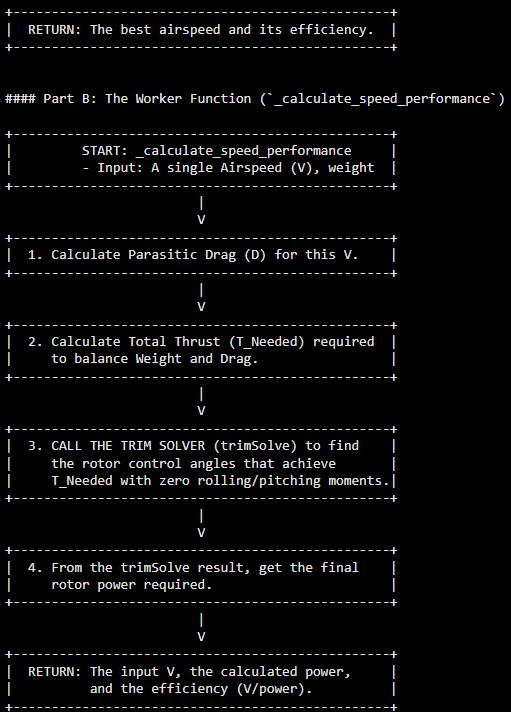 +-------------------------------------------------+
|  RETURN: The best airspeed and its efficiency.  |
+-------------------------------------------------+
#### Part B: The Worker Function (`_calculate_speed_performance`)
+-------------------------------------------------+
|         START: _calculate_speed_performance     |
|         - Input: A single Airspeed (V), weight  |
+-------------------------------------------------+
                         |
                         V
+-------------------------------------------------+
|  1. Calculate Parasitic Drag (D) for this V.    |
+-------------------------------------------------+
                         |
                         V
+-------------------------------------------------+
|  2. Calculate Total Thrust (T_Needed) required  |
|     to balance Weight and Drag.                 |
+-------------------------------------------------+
                         |
                         V
+-------------------------------------------------+
|  3. CALL THE TRIM SOLVER (trimSolve) to find    |
|     the rotor control angles that achieve       |
|     T_Needed with zero rolling/pitching moments.|
+-------------------------------------------------+
                         |
                         V
+-------------------------------------------------+
|  4. From the trimSolve result, get the final    |
|     rotor power required.                       |
+-------------------------------------------------+
                         |
                         V
+-------------------------------------------------+
|  RETURN: The input V, the calculated power,     |
|          and the efficiency (V/power).          |
+-------------------------------------------------+